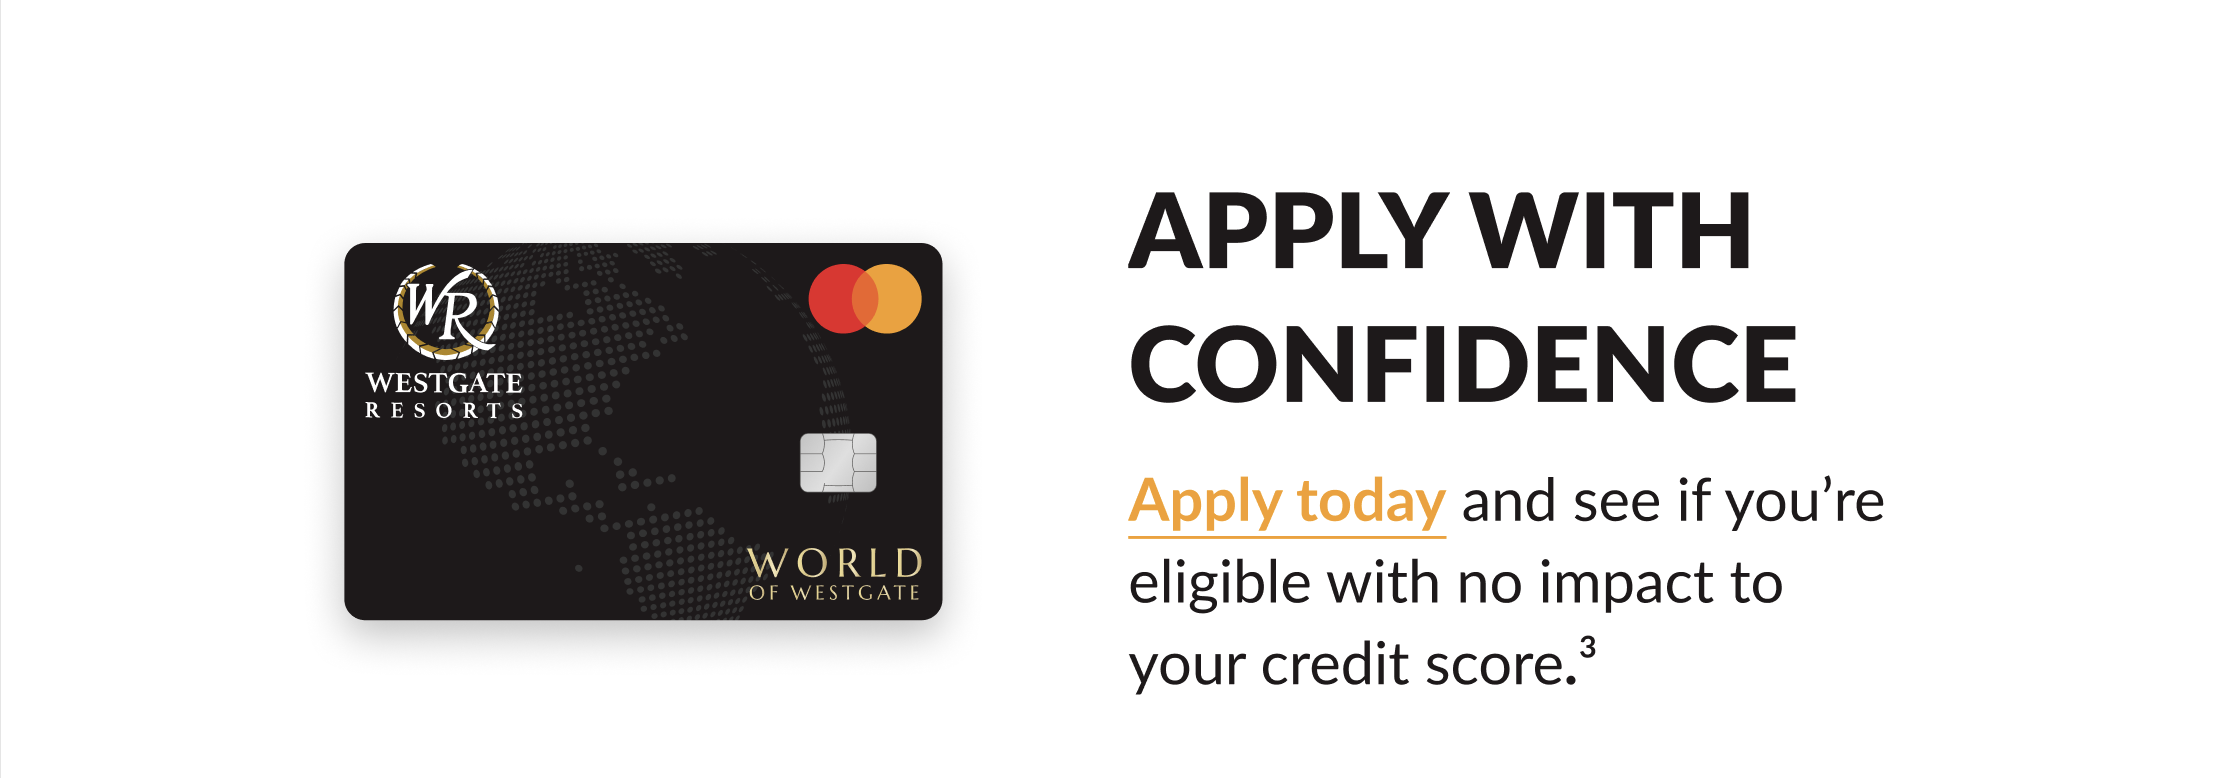 WR
WESTGATE
RESORTS
WORLD
OF WESTGATE
APPLY WITH
CONFIDENCE
Apply today and see if you’re
eligible with no impact to
your credit score.³